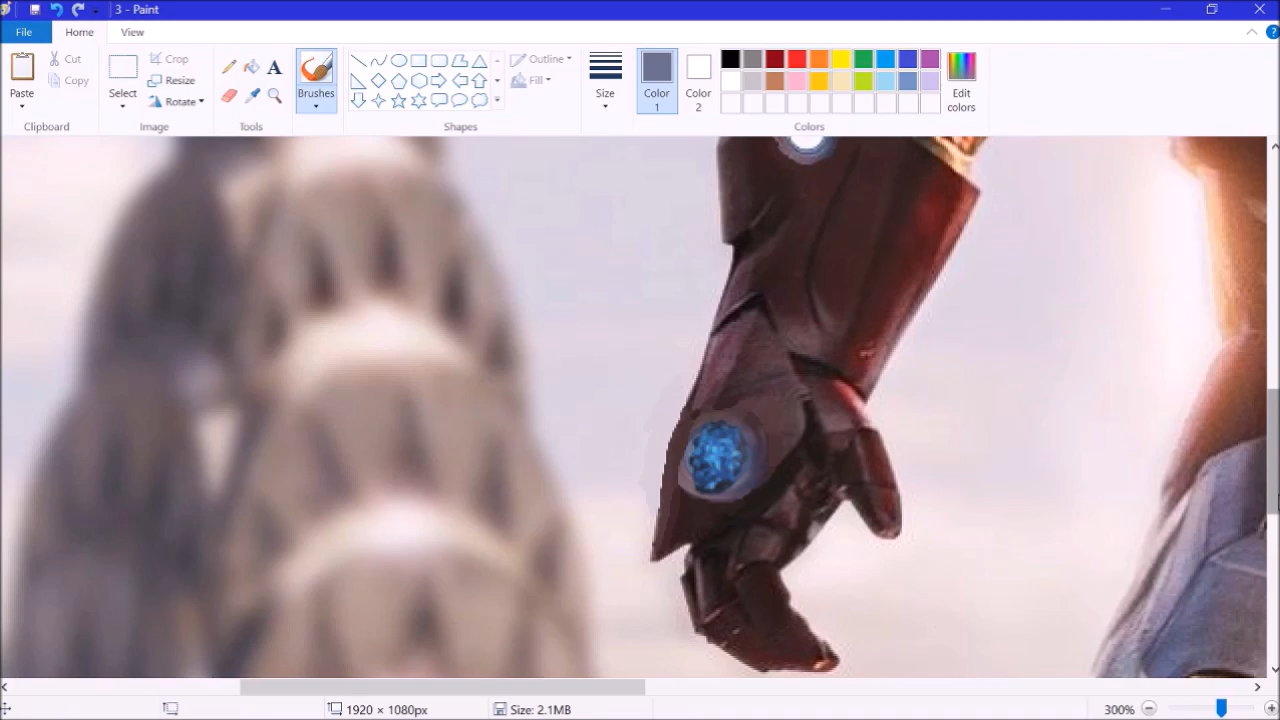 3 - Paint
File
Home
View
Paste
Cut
Copy
Clipboard
Select
Crop
Resize
Rotate
Image
Tools
Brushes
Shapes
Outline
Fill
Size
Color
1
Color
2
Edit
colors
Colors
1920 × 1080px
Size: 2.1MB
300%